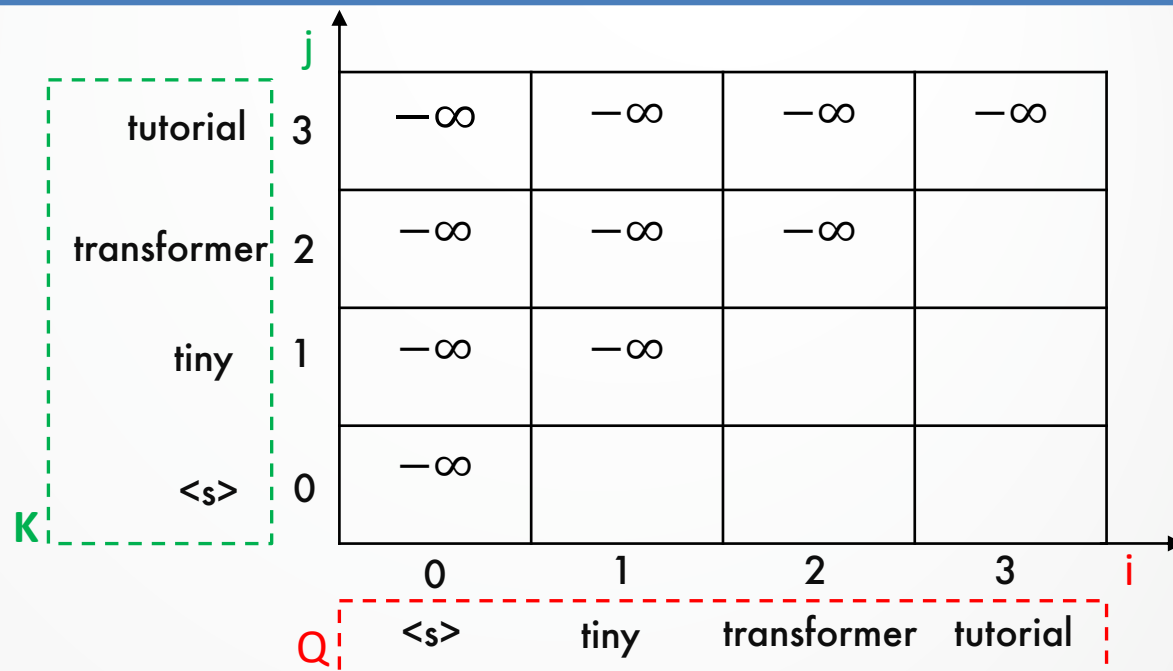 j
tutorial 3 −∞ −∞ −∞ −∞
transformer 2 −∞ −∞ −∞
tiny 1 −∞ −∞
<s> 0 −∞
K
0 1 2 3 i
Q <s> tiny transformer tutorial